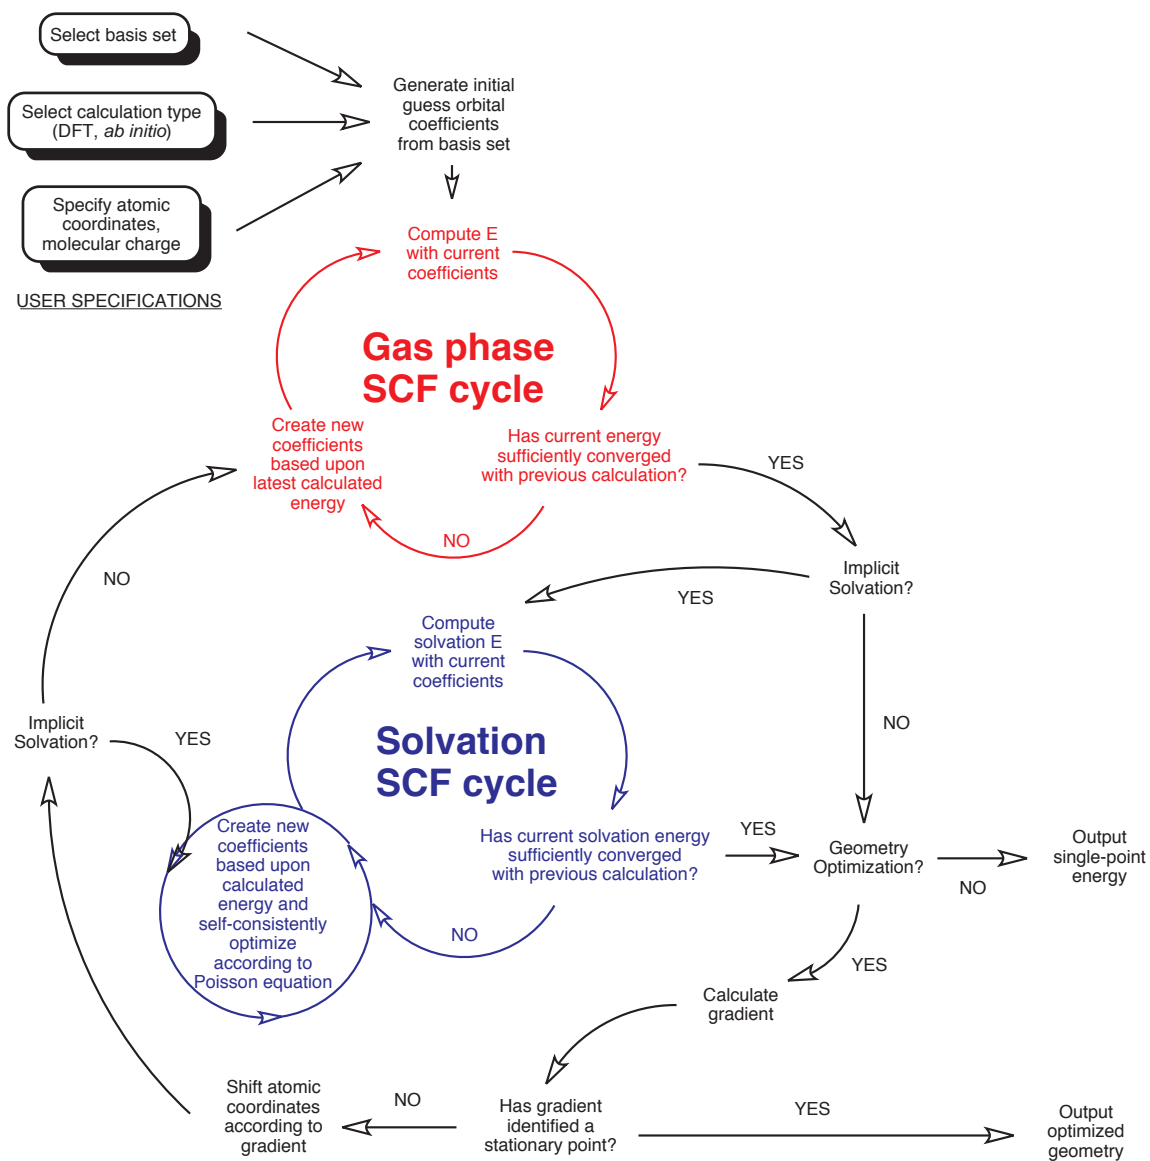 Select basis set
Select calculation type
(DFT, ab initio)
Specify atomic
coordinates,
molecular charge
USER SPECIFICATIONS
Generate initial
guess orbital
coefficients
from basis set
Compute E
with current
coefficients
Gas phase
SCF cycle
Create new
coefficients
based upon
latest calculated
energy
Has current energy
sufficiently converged
with previous calculation?
YES
NO
NO
Implicit
Solvation?
YES
Compute
solvation E
with current
coefficients
NO
Implicit
Solvation?
YES
Solvation
SCF cycle
Create new
coefficients
based upon
calculated
energy and
self-consistently
optimize
according to
Poisson equation
Has current solvation energy
sufficiently converged
with previous calculation?
YES
NO
Geometry
Optimization?
NO
Output
single-point
energy
YES
Calculate
gradient
Shift atomic
coordinates
according to
gradient
NO
Has gradient
identified a
stationary point?
YES
Output
optimized
geometry